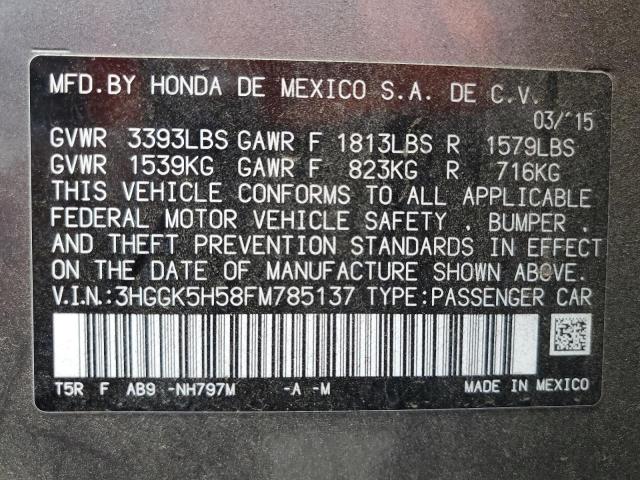 MFD.BY HONDA DE MEXICO S.A. DE C.V.
03/15
GVWR 3393LBS GAWR F 1813LBS R 1579LBS
GVWR 1539KG GAWR F 823KG R 716KG
THIS VEHICLE CONFORMS TO ALL APPLICABLE
FEDERAL MOTOR VEHICLE SAFETY . BUMPER .
AND THEFT PREVENTION STANDARDS IN EFFECT
ON THE DATE OF MANUFACTURE SHOWN ABOVE.
V.I.N.:3HGGK5H58FM785137 TYPE:PASSENGER CAR
T5R F AB9 -NH797M -A -M
MADE IN MEXICO